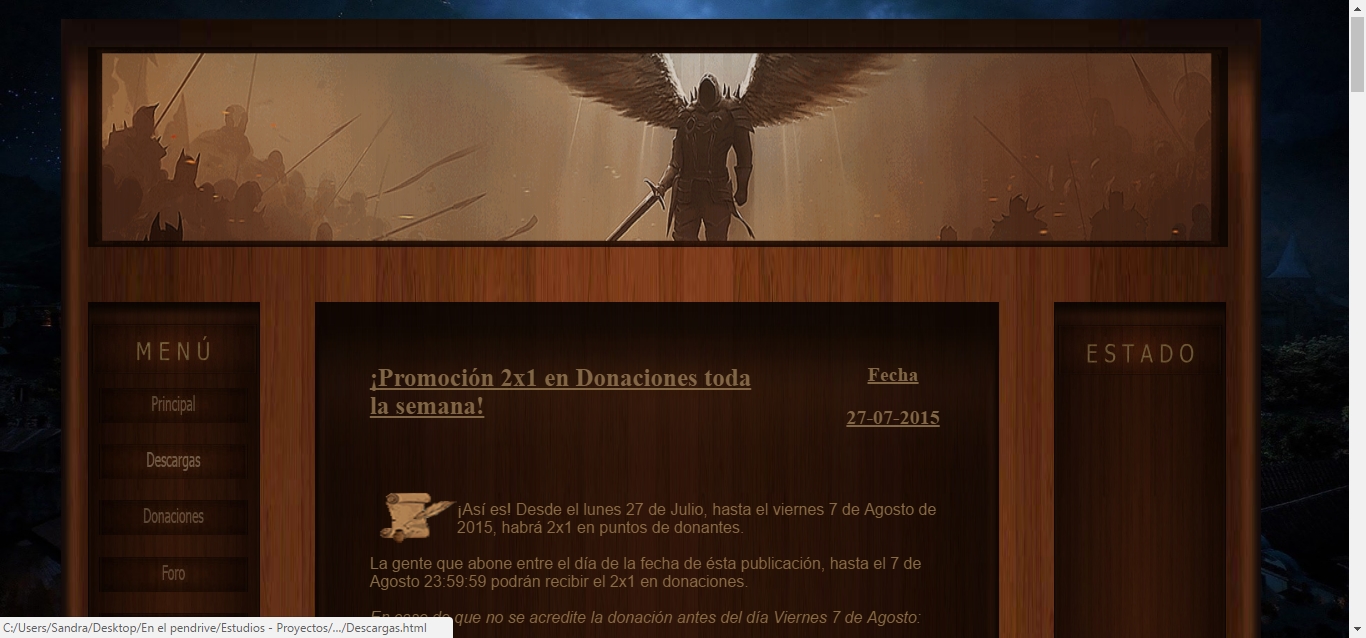 MENÚ
Principal
Descargas
Donaciones
Foro
¡Promoción 2x1 en Donaciones toda
la semana!
Fecha
27-07-2015
¡Así es! Desde el lunes 27 de Julio, hasta el viernes 7 de Agosto de
2015, habrá 2x1 en puntos de donantes.
La gente que abone entre el día de la fecha de ésta publicación, hasta el 7 de
Agosto 23:59:59 podrán recibir el 2x1 en donaciones.
En caso de que no se acredite la donación antes del día Viernes 7 de Agosto:
ESTADO
C:/Users/Sandra/Desktop/En el pendrive/Estudios - Proyectos/.../Descargas.html